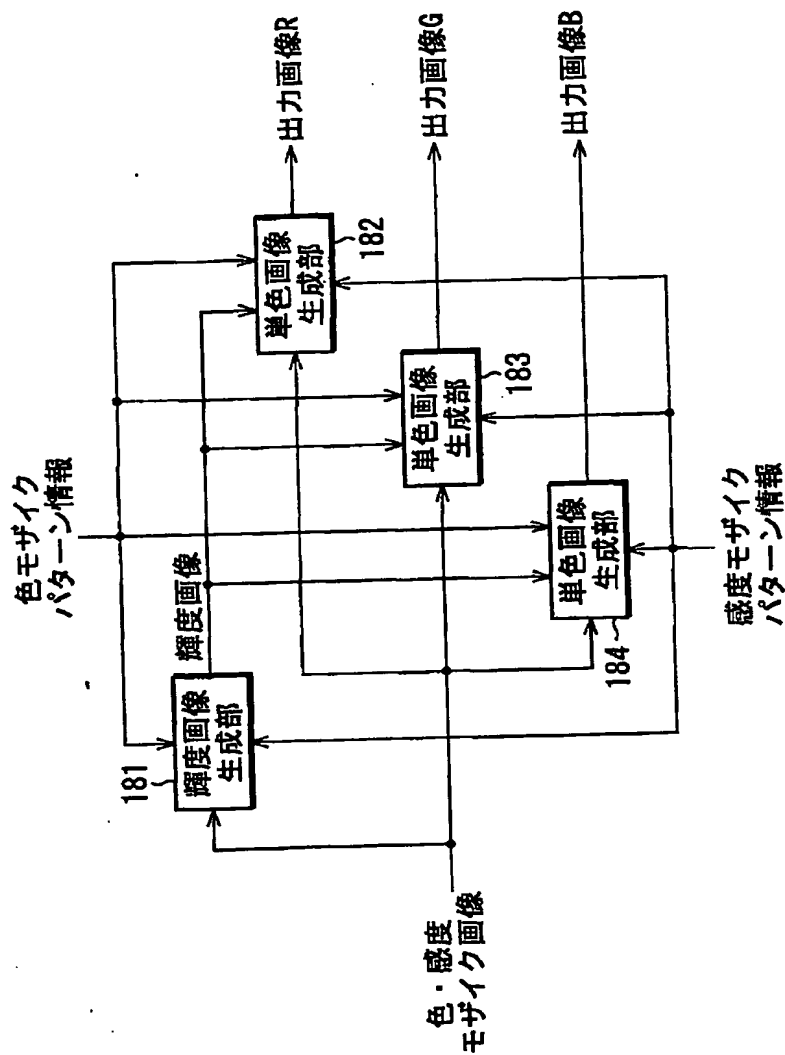 色モザイク
パターン情報
輝度画像
181
輝度画像
生成部
単色画像
生成部
182
出力画像R
単色画像
生成部
183
出力画像G
単色画像
生成部
184
出力画像B
色・感度
モザイク画像
感度モザイク
パターン情報